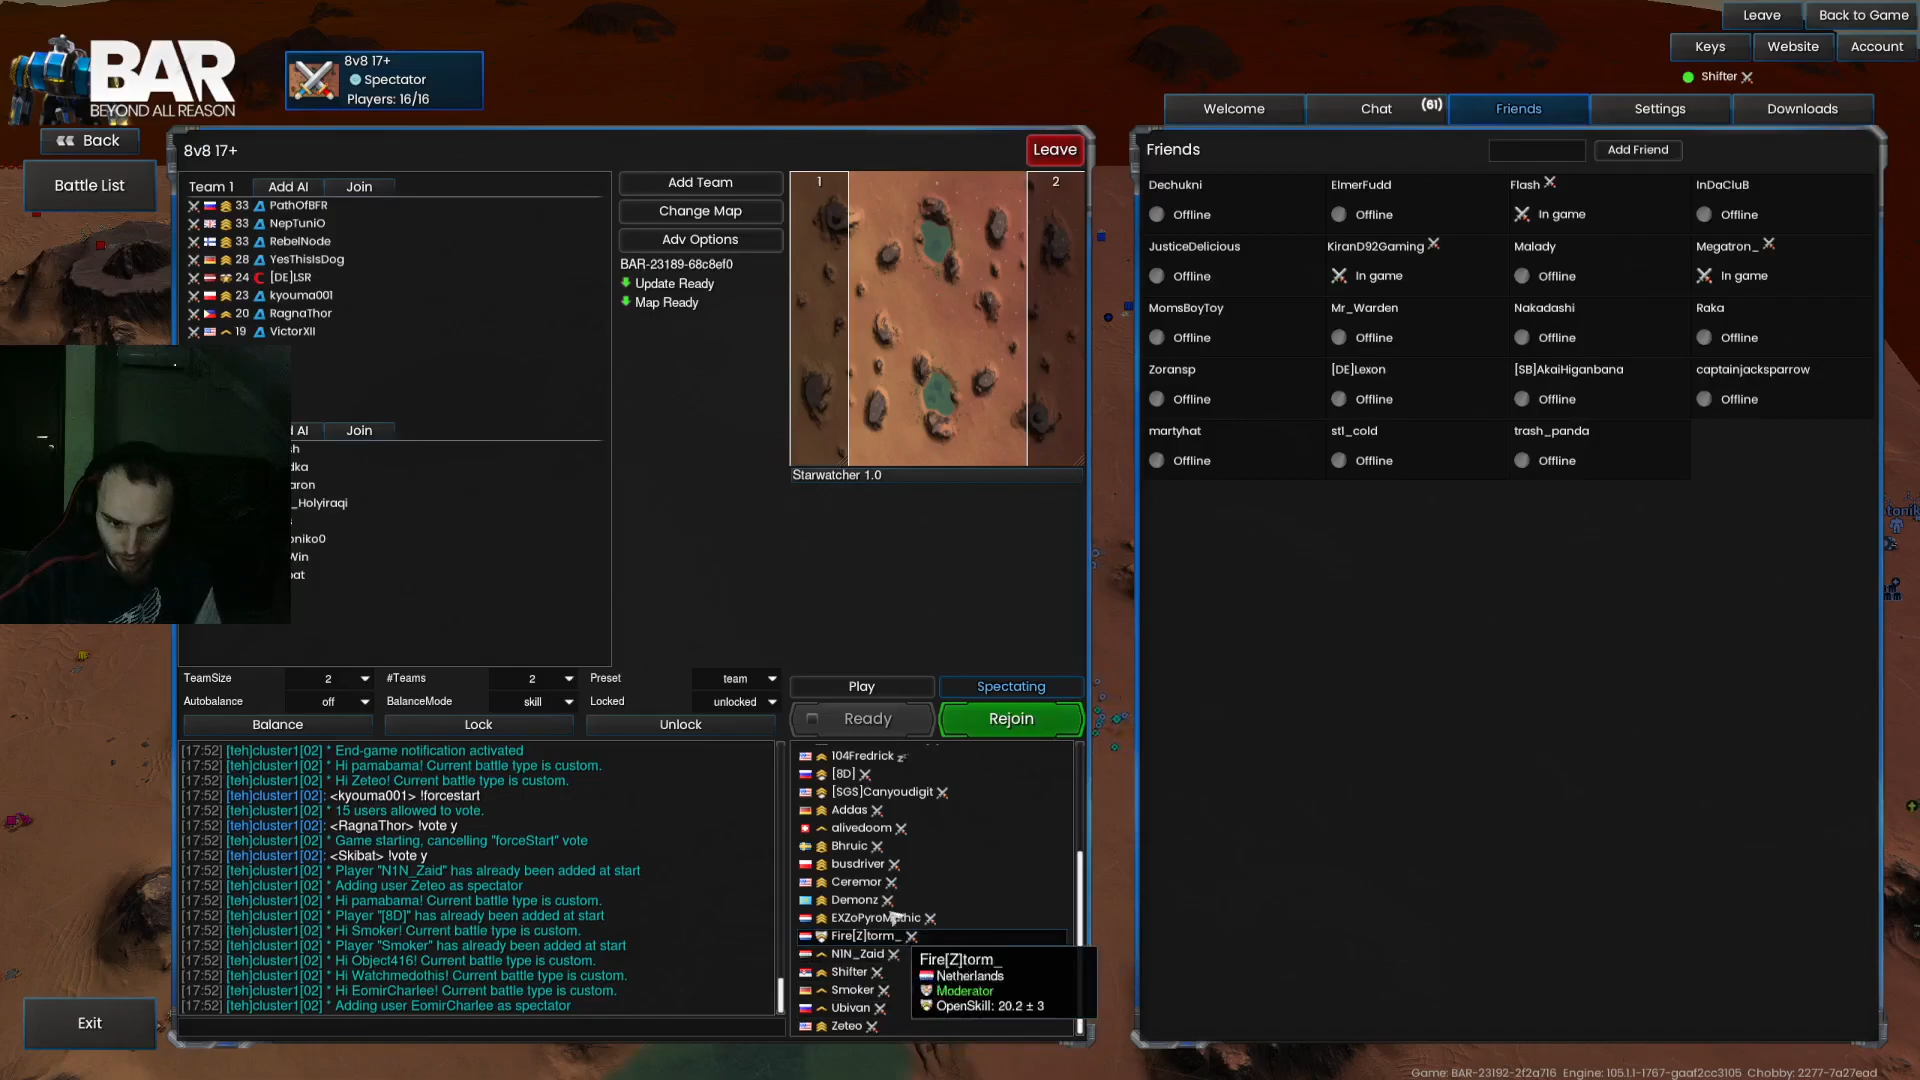 Leave
Back to Game
BAR
BEYOND ALL REASON
8v8 17+
Spectator
Players: 16/16
Keys
Website
Account
Shifter
Welcome
Chat
(61)
Friends
Settings
Downloads
Back
Battle List
8v8 17+
Leave
Team 1
Add AI
Join
33 PathOfBFR
33 NepTuniO
33 RebelNode
28 YesThisIsDog
24 [DE]LSR
23 kyouma001
20 RagnaThor
19 VictorXII
Add Team
Change Map
Adv Options
BAR-23189-68c8ef0
Update Ready
Map Ready
1
2
Starwatcher 1.0
AI
Join
sh
dka
aron
_Holyiraqi
oniko0
Win
bat
TeamSize
2
#Teams
2
Preset
team
Autobalance
off
BalanceMode
skill
Locked
unlocked
Balance
Lock
Unlock
Play
Spectating
Ready
Rejoin
[17:52] [teh]cluster1[02] * End-game notification activated
[17:52] [teh]cluster1[02] * Hi pamabama! Current battle type is custom.
[17:52] [teh]cluster1[02] * Hi Zeteo! Current battle type is custom.
[17:52] [teh]cluster1[02]: <kyouma001> !forcestart
[17:52] [teh]cluster1[02] * 15 users allowed to vote.
[17:52] [teh]cluster1[02]: <RagnaThor> !vote y
[17:52] [teh]cluster1[02] * Game starting, cancelling "forceStart" vote
[17:52] [teh]cluster1[02]: <Skibat> !vote y
[17:52] [teh]cluster1[02] * Player "N1N_Zaid" has already been added at start
[17:52] [teh]cluster1[02] * Adding user Zeteo as spectator
[17:52] [teh]cluster1[02] * Hi pamabama! Current battle type is custom.
[17:52] [teh]cluster1[02] * Player "[8D]" has already been added at start
[17:52] [teh]cluster1[02] * Hi Smoker! Current battle type is custom.
[17:52] [teh]cluster1[02] * Player "Smoker" has already been added at start
[17:52] [teh]cluster1[02] * Hi Object416! Current battle type is custom.
[17:52] [teh]cluster1[02] * Hi Watchmedothis! Current battle type is custom.
[17:52] [teh]cluster1[02] * Hi EomirCharlee! Current battle type is custom.
[17:52] [teh]cluster1[02] * Adding user EomirCharlee as spectator
104Fredrick
[8D]
[SGS]Canyoudigit
Addas
alivedoom
Bhruic
busdriver
Ceremor
Demonz
EXZoPyroMathic
Fire[Z]torm_
N1N_Zaid
Shifter
Smoker
Ubivan
Zeteo
Fire[Z]torm_
Netherlands
Moderator
OpenSkill: 20.2 ± 3
Exit
Friends
Add Friend
Dechukni
ElmerFudd
Flash
InDaCluB
Offline
Offline
In game
Offline
JusticeDelicious
KiranD92Gaming
Malady
Megatron_
Offline
In game
Offline
In game
MomsBoyToy
Mr_Warden
Nakadashi
Raka
Offline
Offline
Offline
Offline
Zoransp
[DE]Lexon
[SB]AkaiHiganbana
captainjacksparrow
Offline
Offline
Offline
Offline
martyhat
stl_cold
trash_panda
Offline
Offline
Offline
tonik
Game: BAR-23192-2f2a716 Engine: 105.1.1-1767-gaaf2cc3105 Chobby: 2277-7a27ead